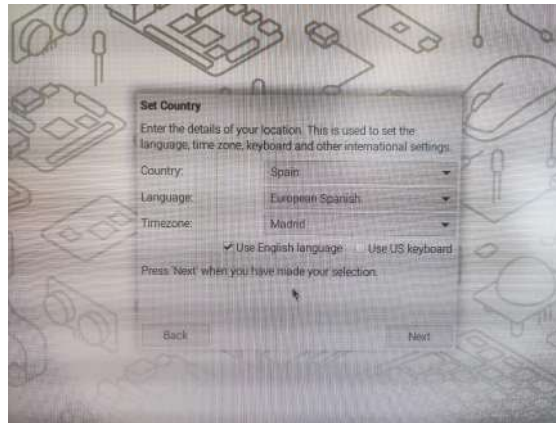 Set Country
Enter the details of your location. This is used to set the
language, time zone, keyboard and other international settings.
Country: Spain
Language: European Spanish
Timezone: Madrid
Use English language Use US keyboard
Press 'Next' when you have made your selection.
Back Next